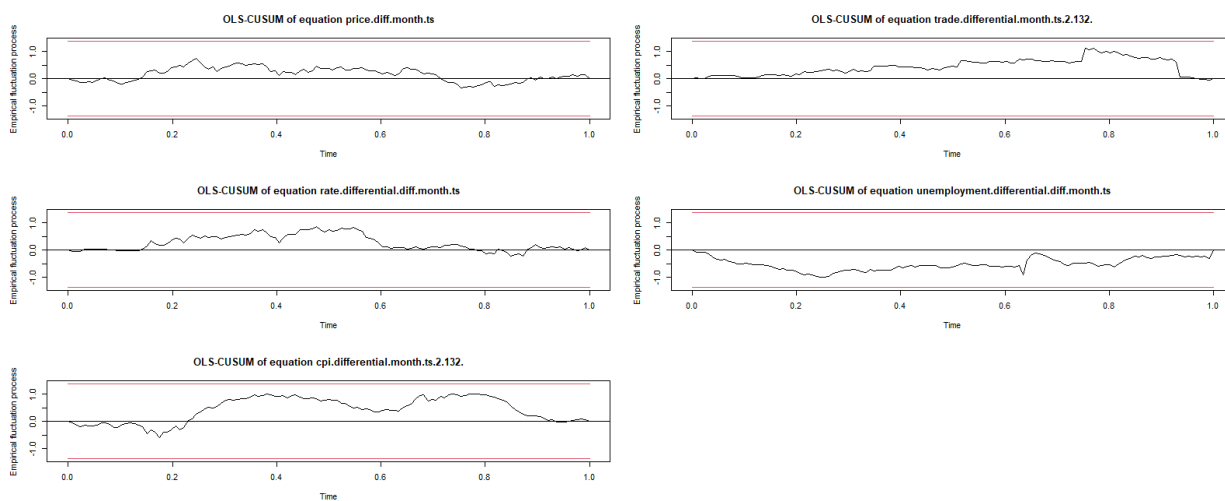 OLS-CUSUM of equation price.diff.month.ts
Empirical fluctuation process
1.0
0.0
-1.0
0.0 0.2 0.4 0.6 0.8 1.0
Time
OLS-CUSUM of equation trade.differential.month.ts.2.132.
Empirical fluctuation process
1.0
0.0
-1.0
0.0 0.2 0.4 0.6 0.8 1.0
Time
OLS-CUSUM of equation rate.differential.diff.month.ts
Empirical fluctuation process
1.0
0.0
-1.0
0.0 0.2 0.4 0.6 0.8 1.0
Time
OLS-CUSUM of equation unemployment.differential.diff.month.ts
Empirical fluctuation process
1.0
0.0
-1.0
0.0 0.2 0.4 0.6 0.8 1.0
Time
OLS-CUSUM of equation cpi.differential.month.ts.2.132.
Empirical fluctuation process
1.0
0.0
-1.0
0.0 0.2 0.4 0.6 0.8 1.0
Time